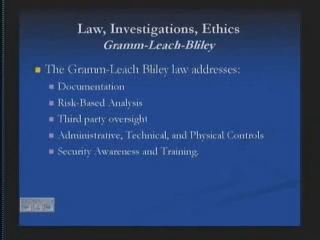 Law, Investigations, Ethics
Gramm-Leach-Bliley
The Gramm-Leach Bliley law addresses:
Documentation
Risk-Based Analysis
Third party oversight
Administrative, Technical, and Physical Controls
Security Awareness and Training.